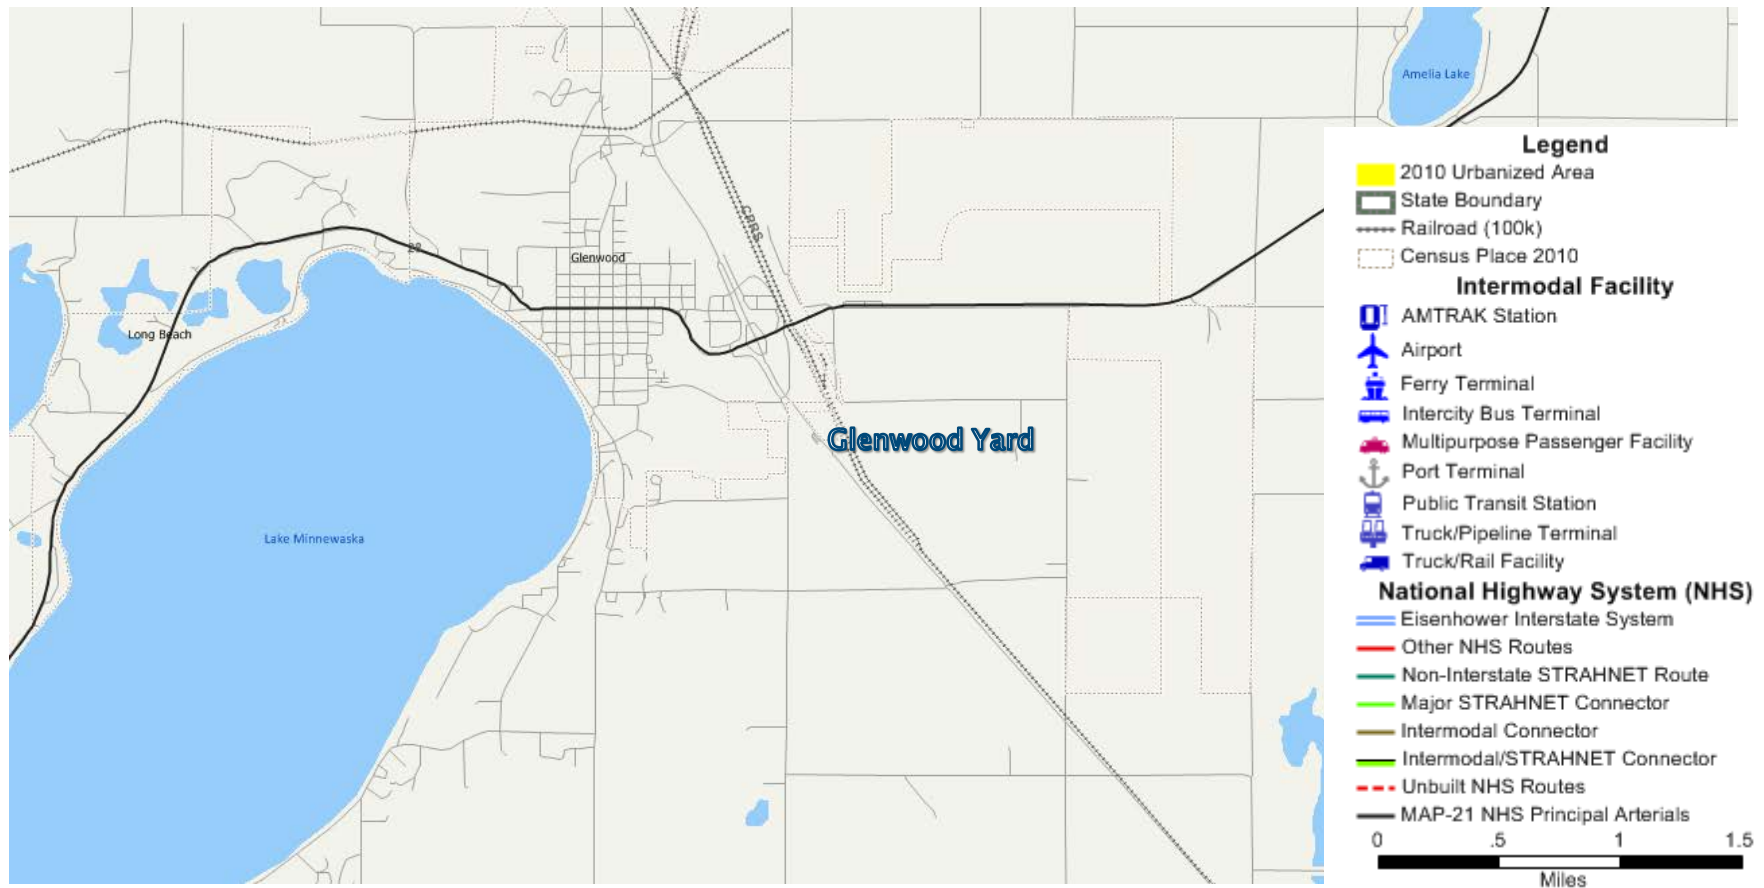 Amelia Lake
CPRS
28
Glenwood
Long Beach
Glenwood Yard
Lake Minnewaska
Legend
2010 Urbanized Area
State Boundary
Railroad (100k)
Census Place 2010
Intermodal Facility
AMTRAK Station
Airport
Ferry Terminal
Intercity Bus Terminal
Multipurpose Passenger Facility
Port Terminal
Public Transit Station
Truck/Pipeline Terminal
Truck/Rail Facility
National Highway System (NHS)
Eisenhower Interstate System
Other NHS Routes
Non-Interstate STRAHNET Route
Major STRAHNET Connector
Intermodal Connector
Intermodal/STRAHNET Connector
Unbuilt NHS Routes
MAP-21 NHS Principal Arterials
0 .5 1 1.5
Miles